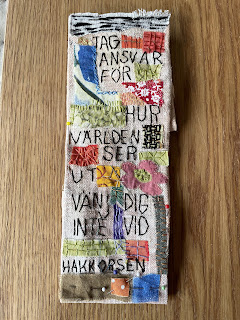 TAG
ANSVAR
FÖR
HUR
VÄRLDEN
SER
UT
VÄNJ DIG
INTE VID
HAKKORSEN